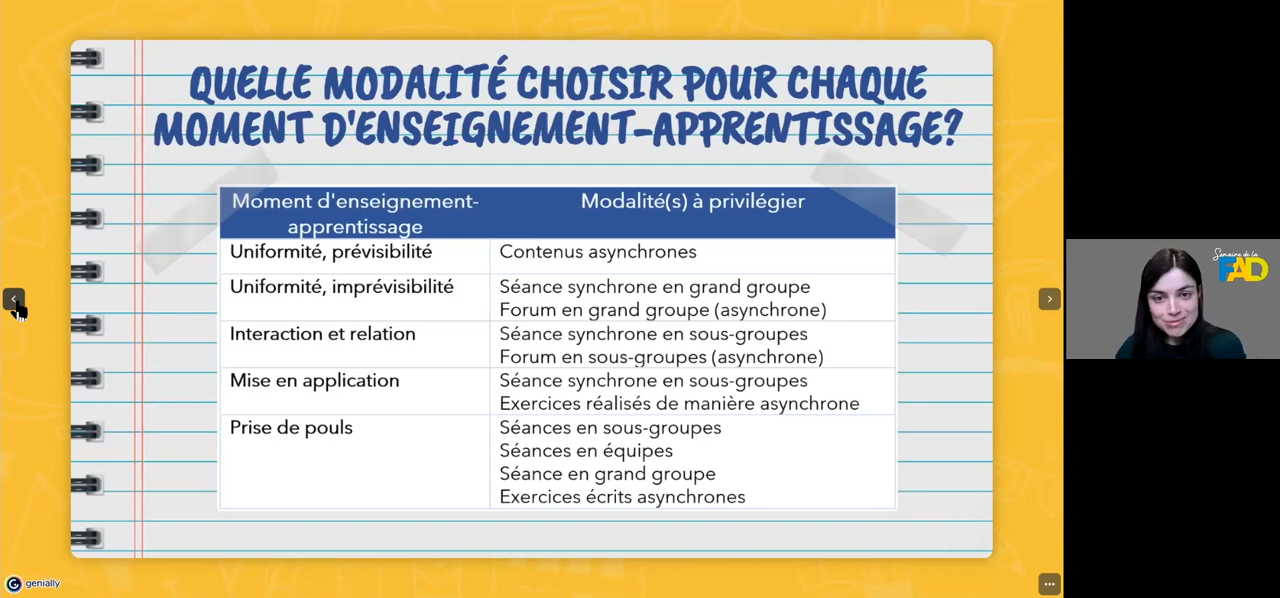 QUELLE MODALITÉ CHOISIR POUR CHAQUE
MOMENT D'ENSEIGNEMENT-APPRENTISSAGE?
Moment d'enseignement-
apprentissage
Modalité(s) à privilégier
Uniformité, prévisibilité
Contenus asynchrones
Uniformité, imprévisibilité
Séance synchrone en grand groupe
Forum en grand groupe (asynchrone)
Interaction et relation
Séance synchrone en sous-groupes
Forum en sous-groupes (asynchrone)
Mise en application
Séance synchrone en sous-groupes
Exercices réalisés de manière asynchrone
Prise de pouls
Séances en sous-groupes
Séances en équipes
Séance en grand groupe
Exercices écrits asynchrones
Semaine de la
FAD
genially